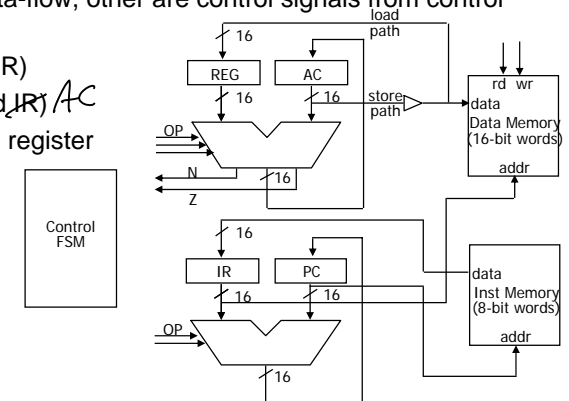 ta-flow, other are control signals from control
R)
d IR) AC
register
load
path
16
REG
AC
rd wr
16
16
store
path
data
Data Memory
(16-bit words)
OP
addr
N
16
Z
Control
FSM
16
IR
PC
data
Inst Memory
(8-bit words)
16
16
OP
addr
16